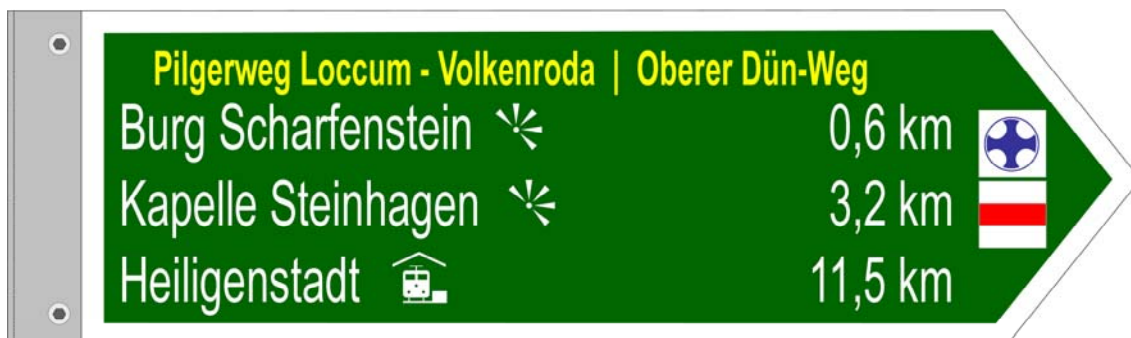 Pilgerweg Loccum - Volkenroda | Oberer Dün-Weg
Burg Scharfenstein 0,6 km
Kapelle Steinhagen 3,2 km
Heiligenstadt 11,5 km